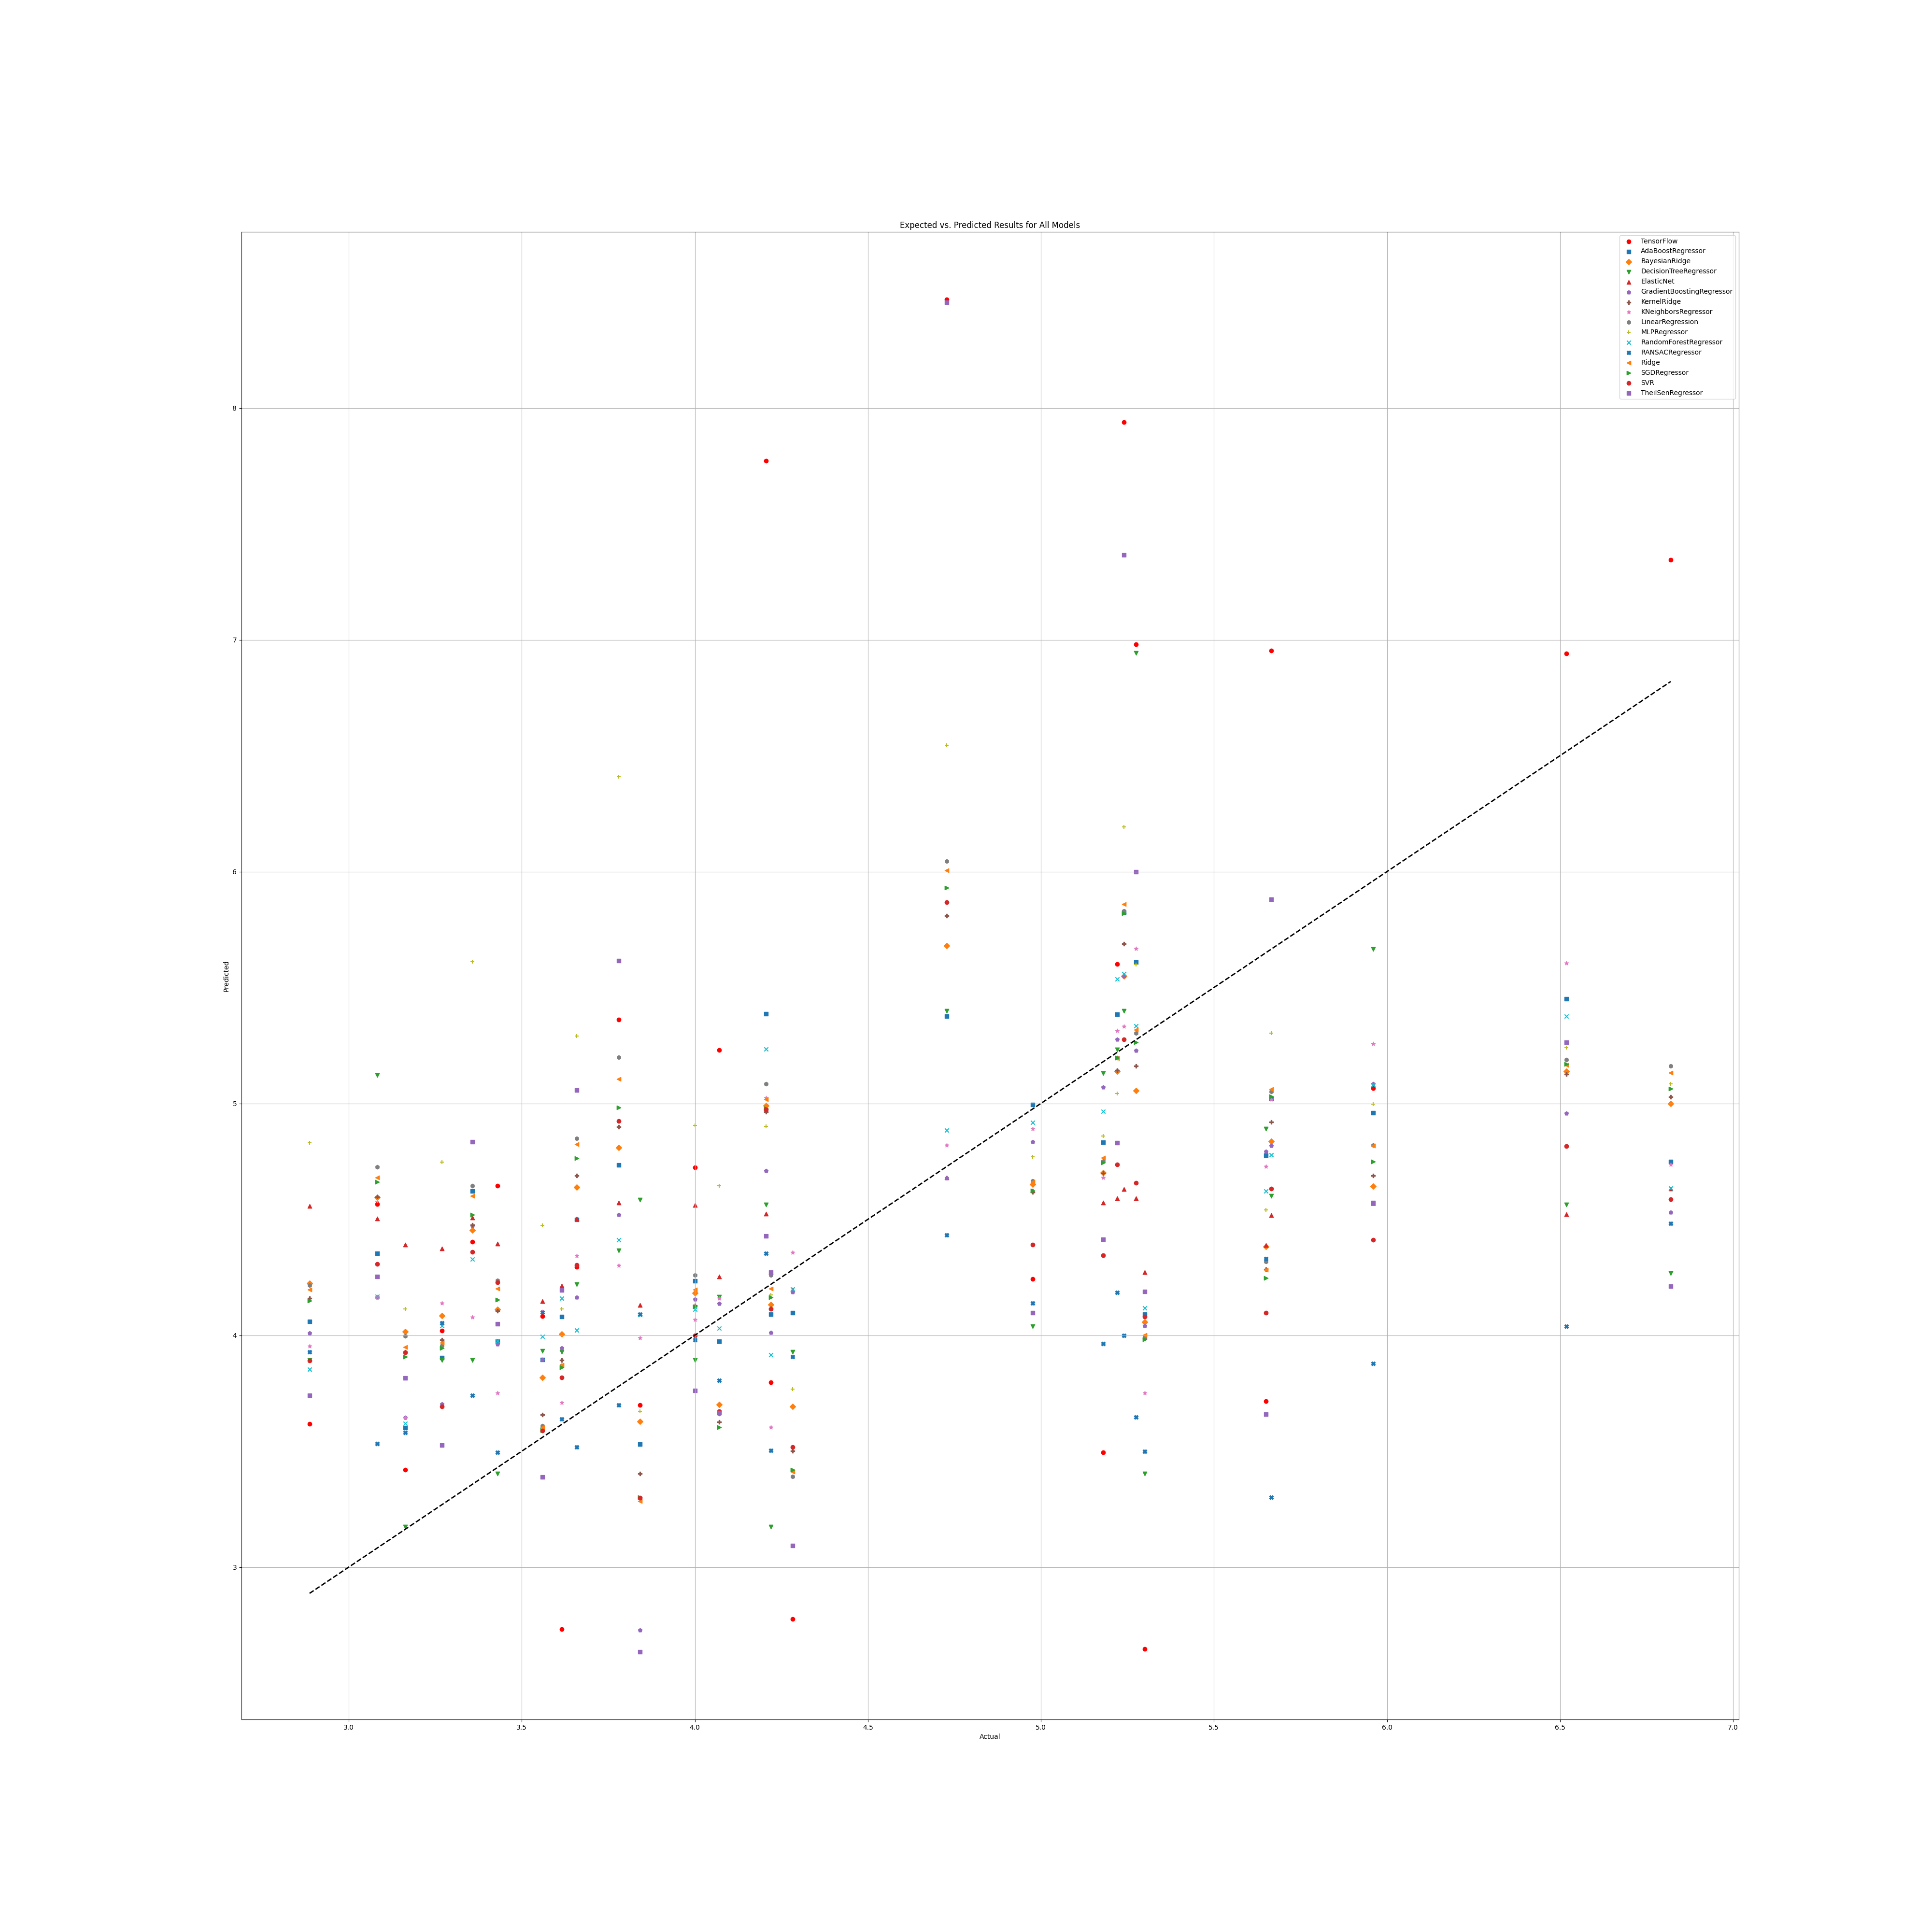 Expected vs. Predicted Results for All Models
TensorFlow
AdaBoostRegressor
BayesianRidge
DecisionTreeRegressor
ElasticNet
GradientBoostingRegressor
KernelRidge
KNeighborsRegressor
LinearRegression
MLPRegressor
RandomForestRegressor
RANSACRegressor
Ridge
SGDRegressor
SVR
TheilSenRegressor
8
7
6
5
4
3
Predicted
3.0 3.5 4.0 4.5 5.0 5.5 6.0 6.5 7.0
Actual